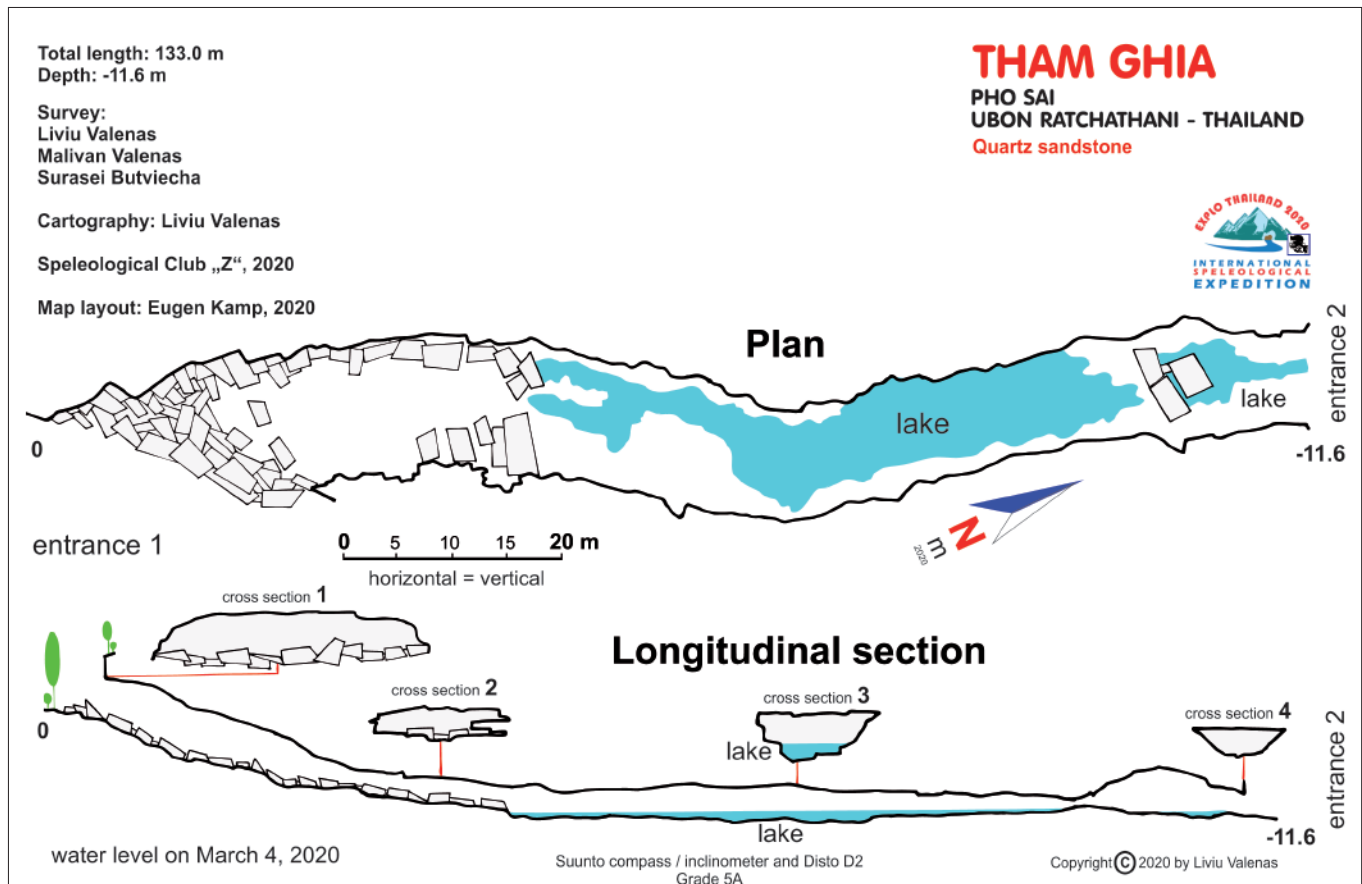 Total length: 133.0 m
Depth: -11.6 m
Survey:
Liviu Valenas
Malivan Valenas
Surasei Butviecha
Cartography: Liviu Valenas
Speleological Club „Z“, 2020
Map layout: Eugen Kamp, 2020
THAM GHIA
PHO SAI
UBON RATCHATHANI - THAILAND
Quartz sandstone
EXPLO THAILAND 2020
INTERNATIONAL
SPELEOLOGICAL
EXPEDITION
Plan
entrance 2
lake
lake
0
-11.6
N
m
2020
entrance 1
0 5 10 15 20 m
horizontal = vertical
cross section 1
Longitudinal section
cross section 2
cross section 3
cross section 4
lake
0
entrance 2
lake
-11.6
water level on March 4, 2020
Suunto compass / inclinometer and Disto D2
Grade 5A
Copyright © 2020 by Liviu Valenas